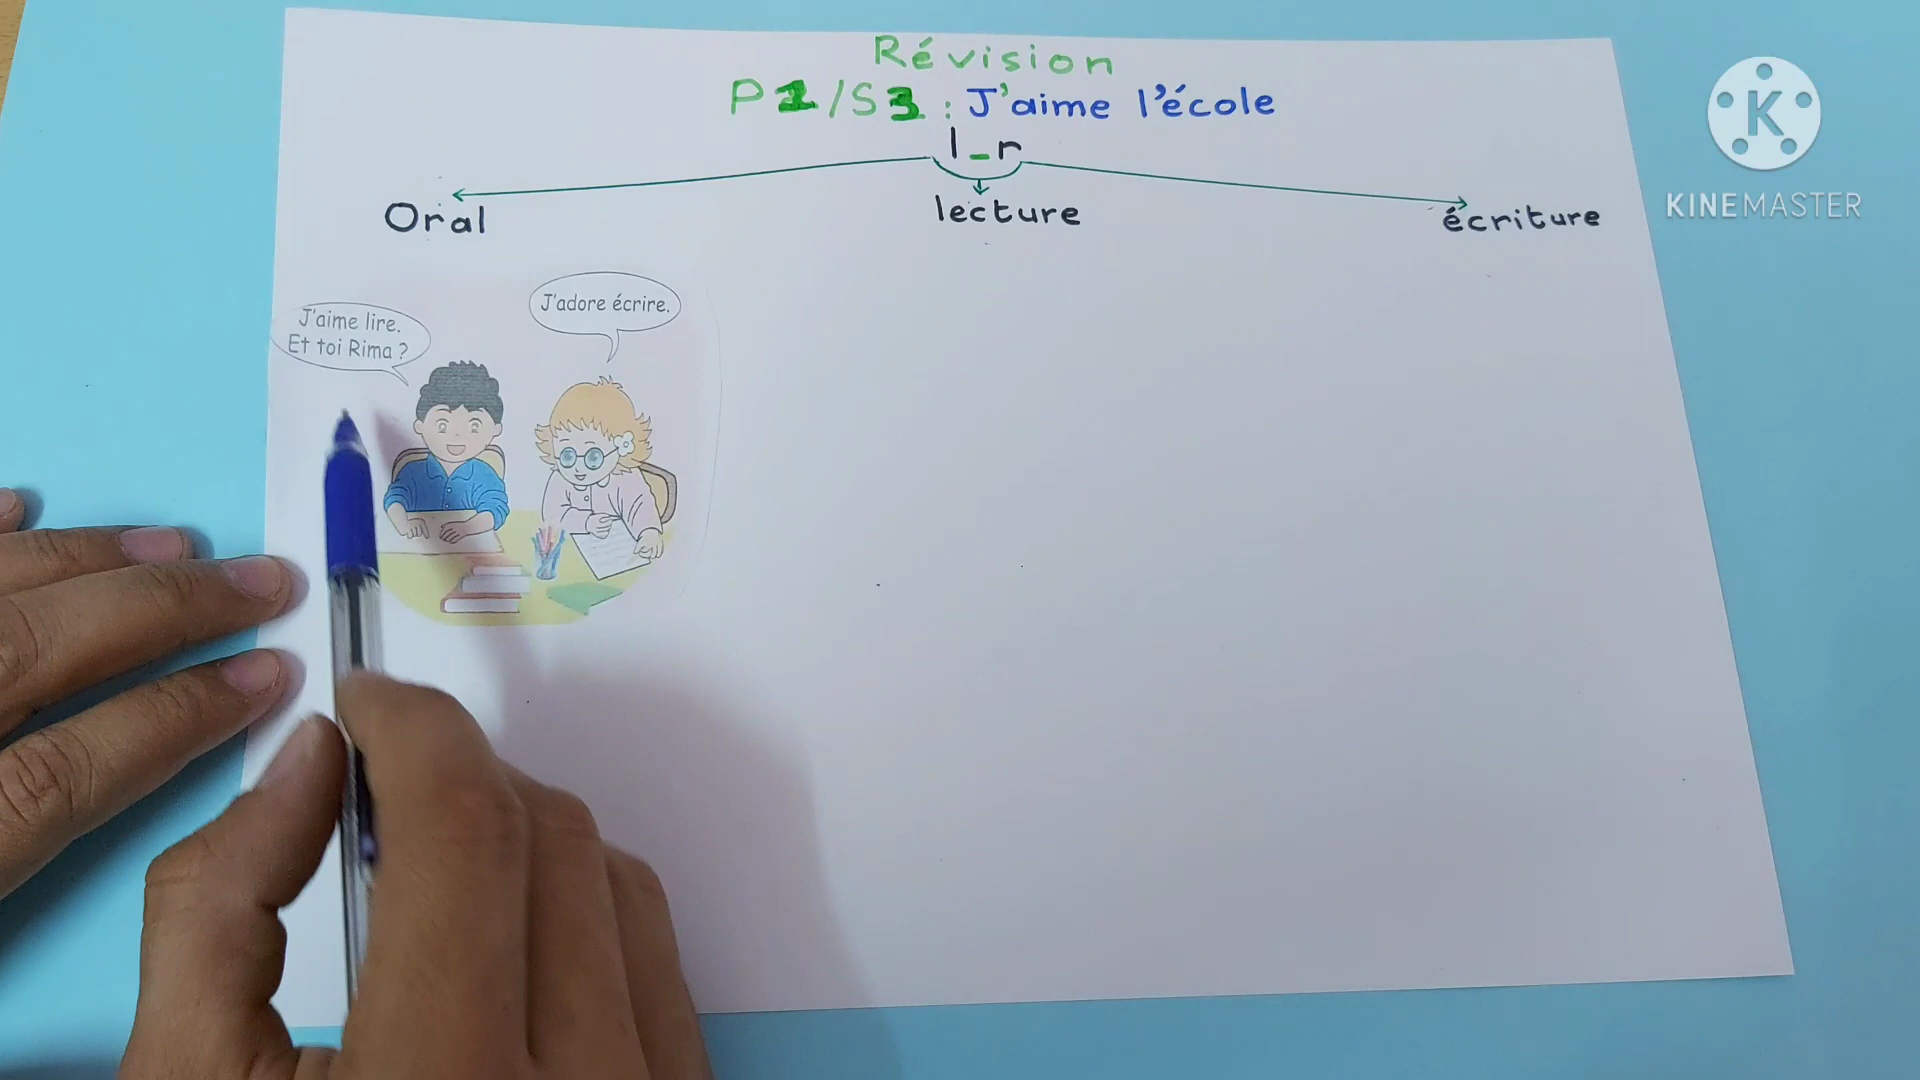 Révision
P1/S3 : J'aime l'école
l_r
Oral
lecture
écriture
J'aime lire.
Et toi Rima ?
J'adore écrire.
K
KINEMASTER